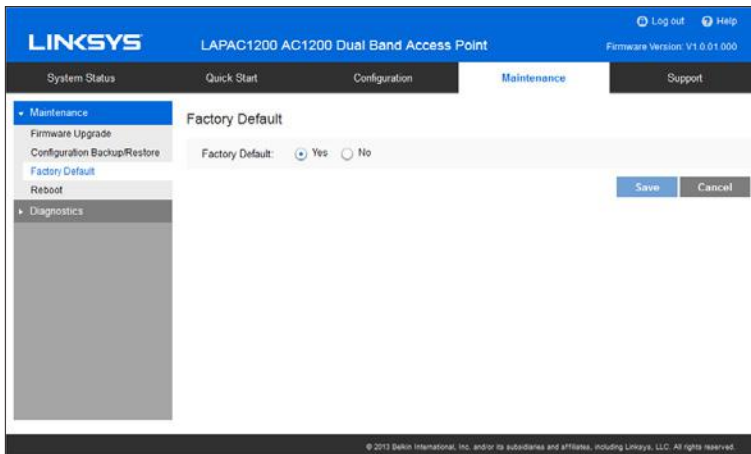 Log out Help
LINKSYS LAPAC1200 AC1200 Dual Band Access Point Firmware Version: V1.0.01.000
System Status Quick Start Configuration Maintenance Support
Maintenance
Firmware Upgrade
Configuration Backup/Restore
Factory Default
Reboot
Diagnostics
Factory Default
Factory Default: Yes No
Save Cancel
© 2013 Belkin International, Inc. and/or its subsidiaries and affiliates, including Linksys, LLC. All rights reserved.